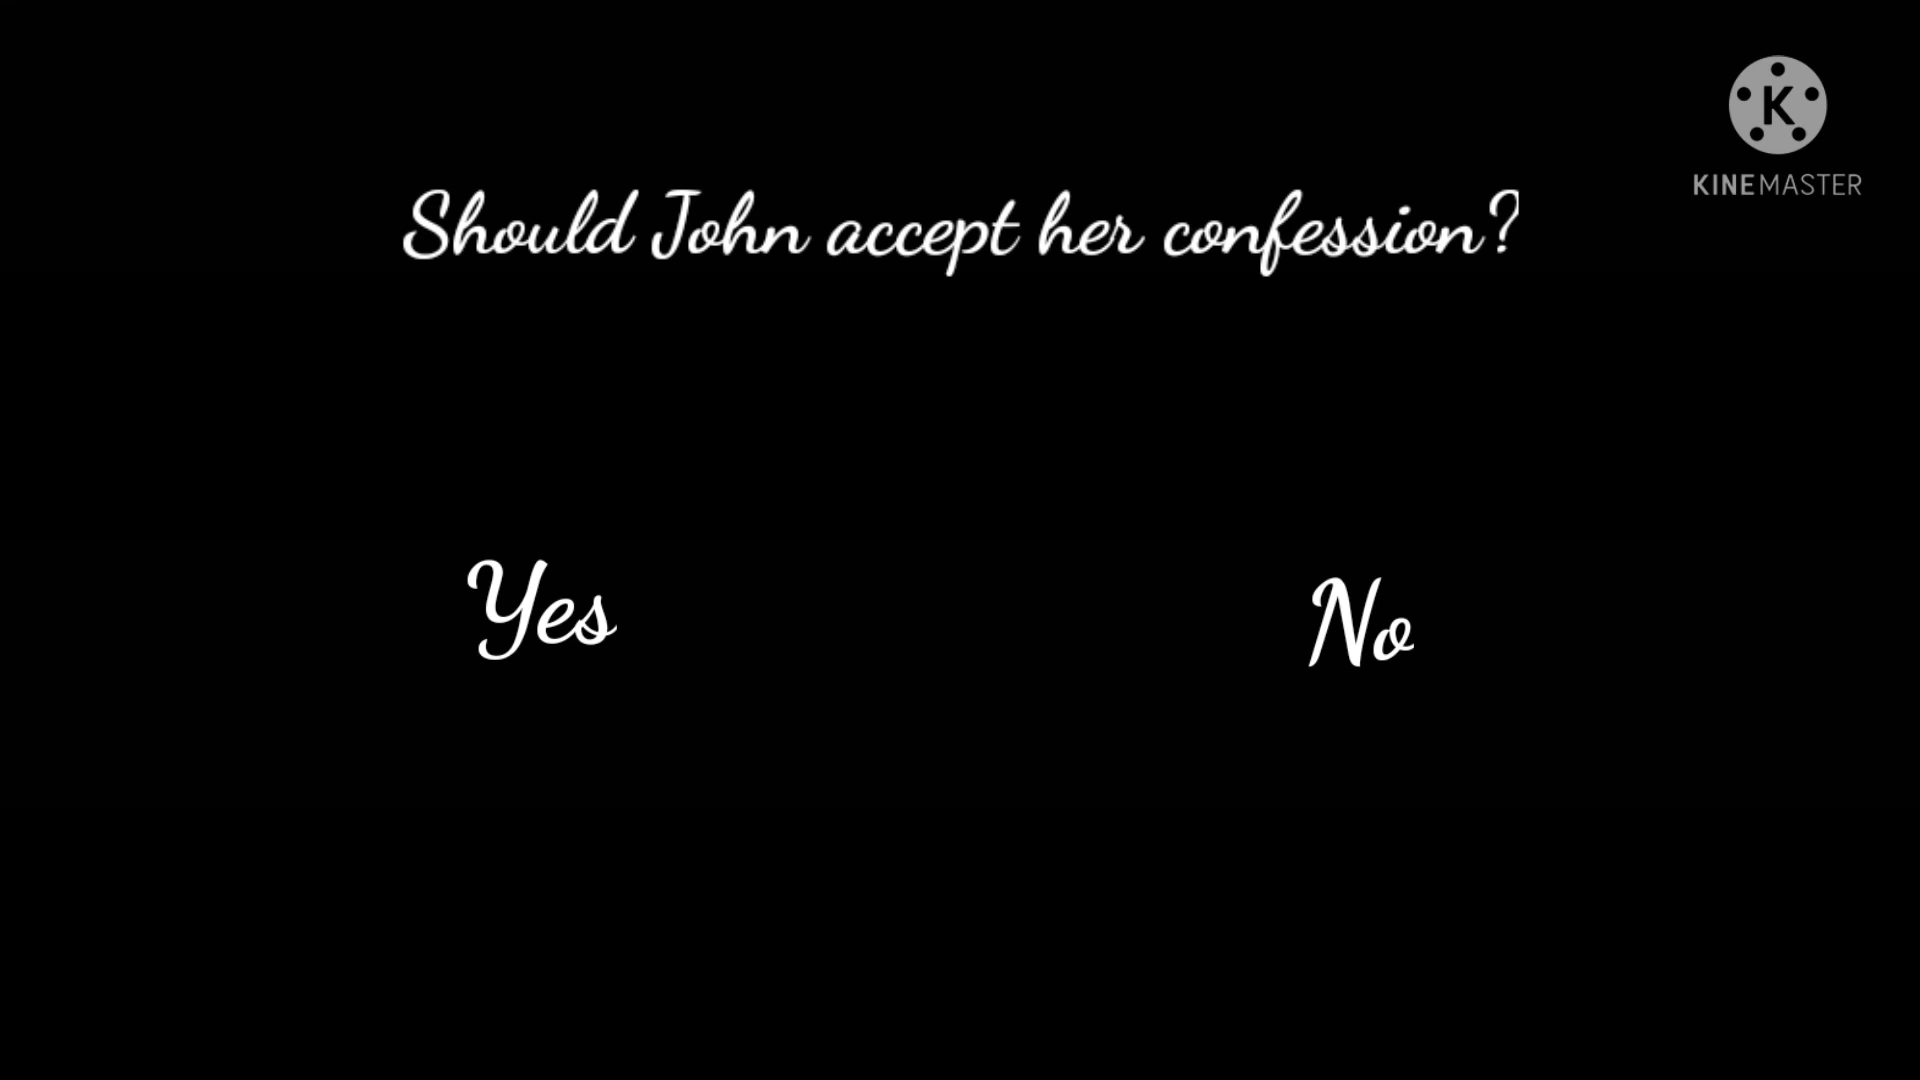 K
KINEMASTER
Should John accept her confession?
Yes
No